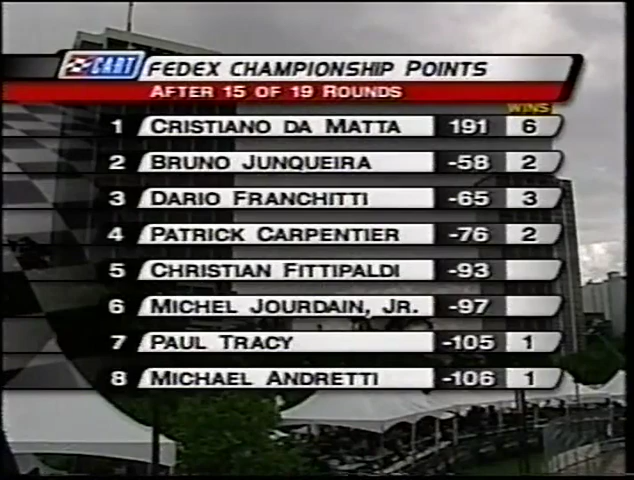 CART FEDEX CHAMPIONSHIP POINTS
AFTER 15 OF 19 ROUNDS
WINS
1 CRISTIANO DA MATTA 191 6
2 BRUNO JUNQUEIRA -58 2
3 DARIO FRANCHITTI -65 3
4 PATRICK CARPENTIER -76 2
5 CHRISTIAN FITTIPALDI -93
6 MICHEL JOURDAIN, JR. -97
7 PAUL TRACY -105 1
8 MICHAEL ANDRETTI -106 1